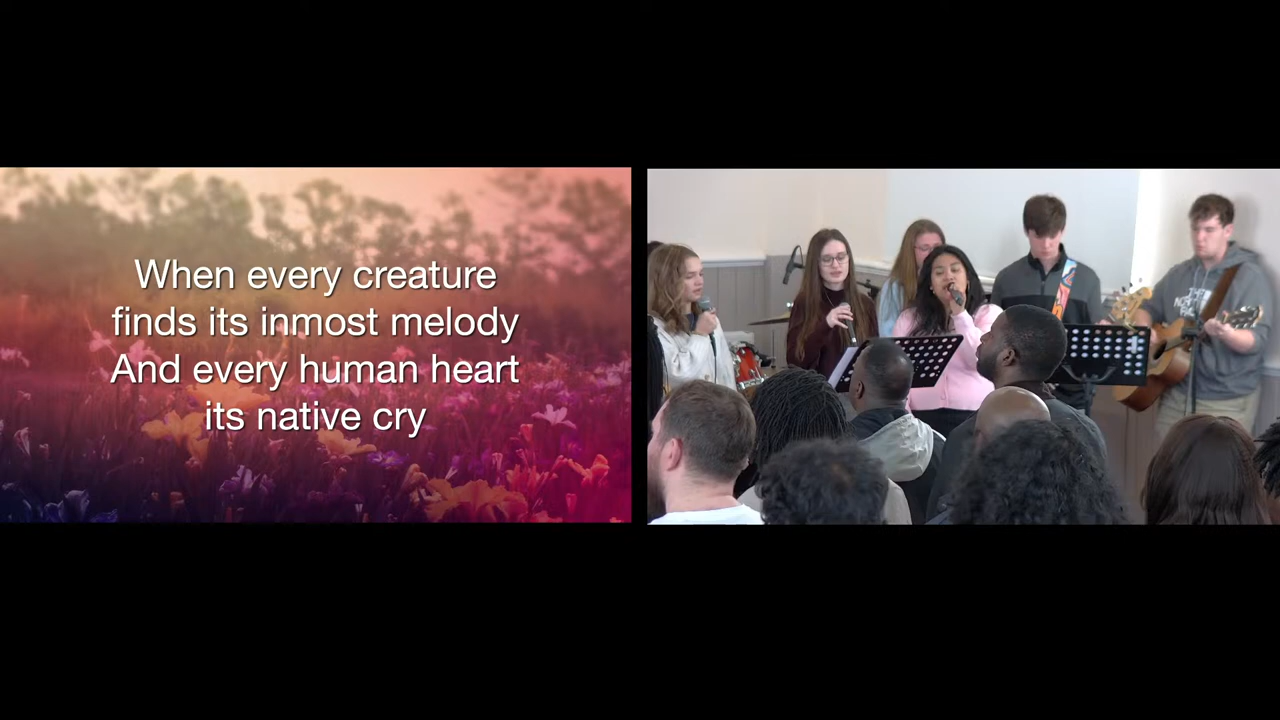 When every creature
finds its inmost melody
And every human heart
its native cry